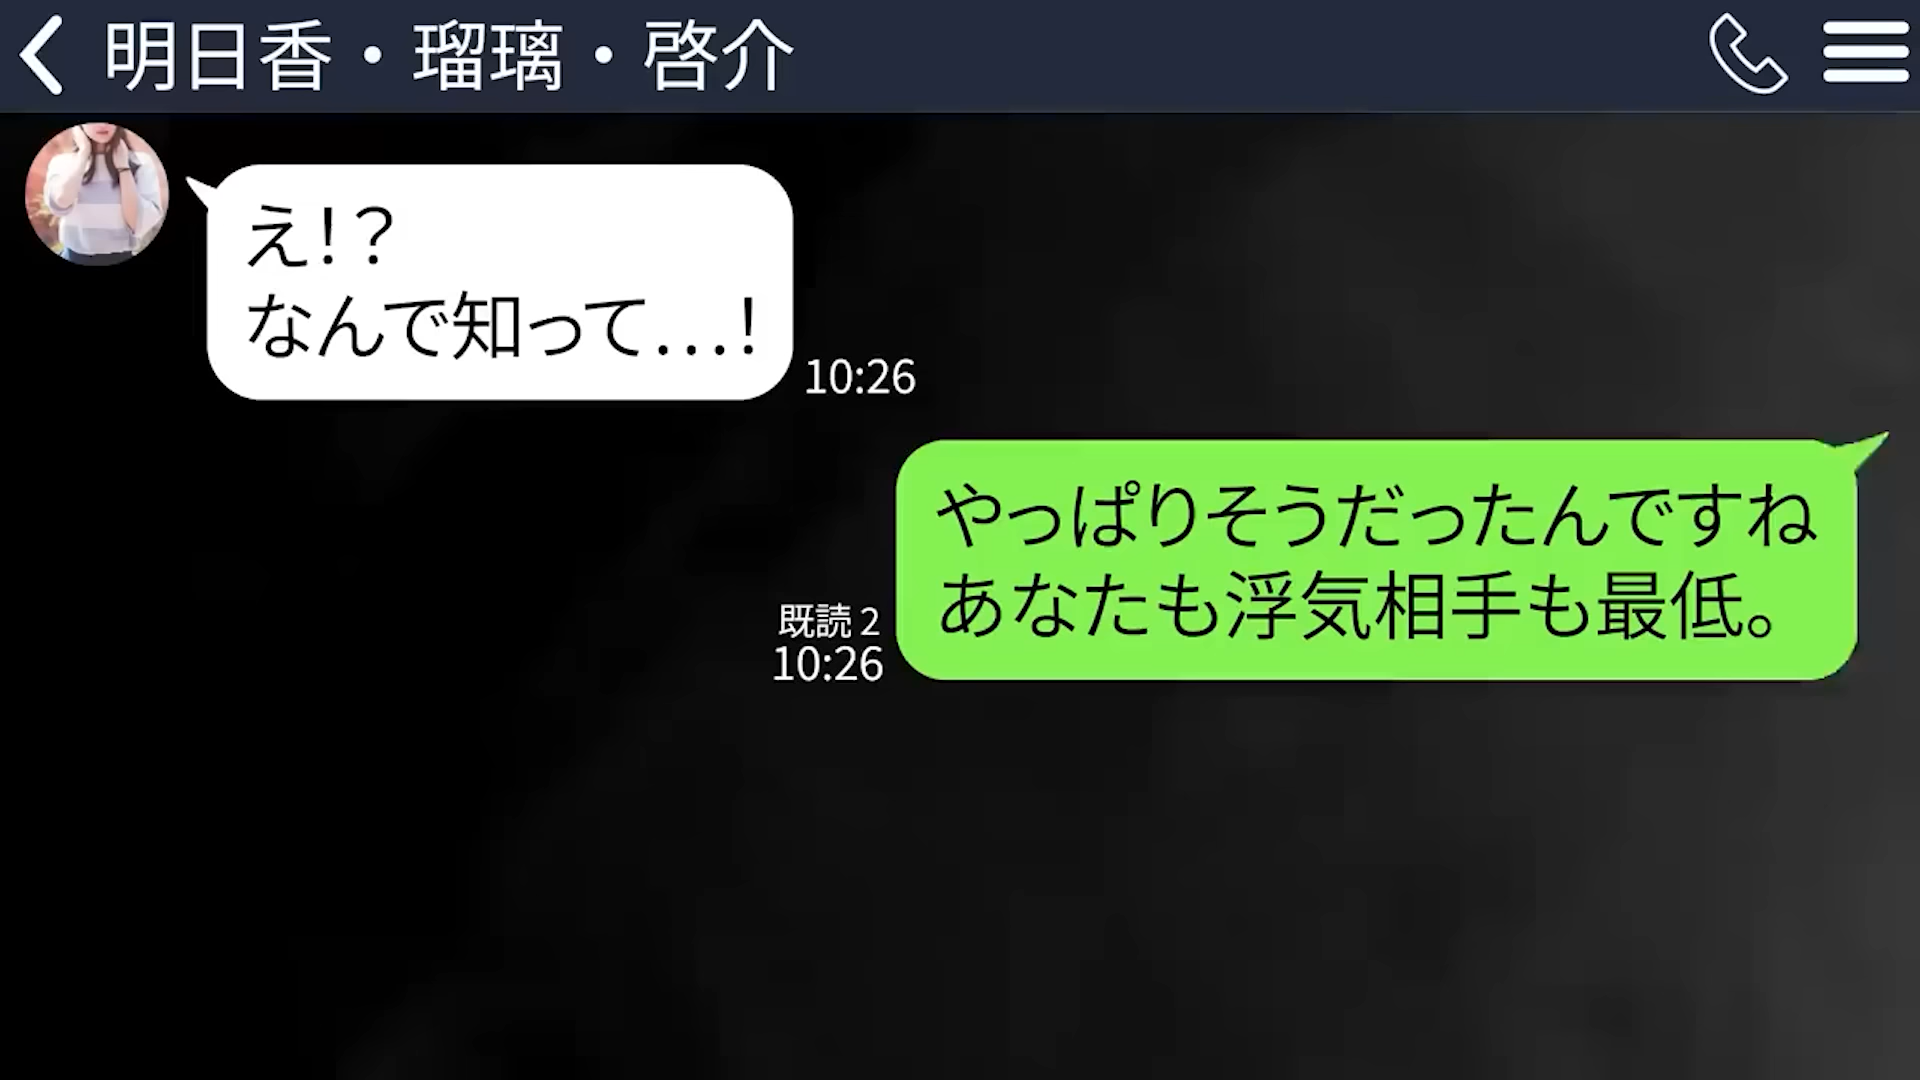 明日香・瑠璃・啓介
え!?
なんで知って…!
10:26
やっぱりそうだったんですね
あなたも浮気相手も最低。
既読 2
10:26